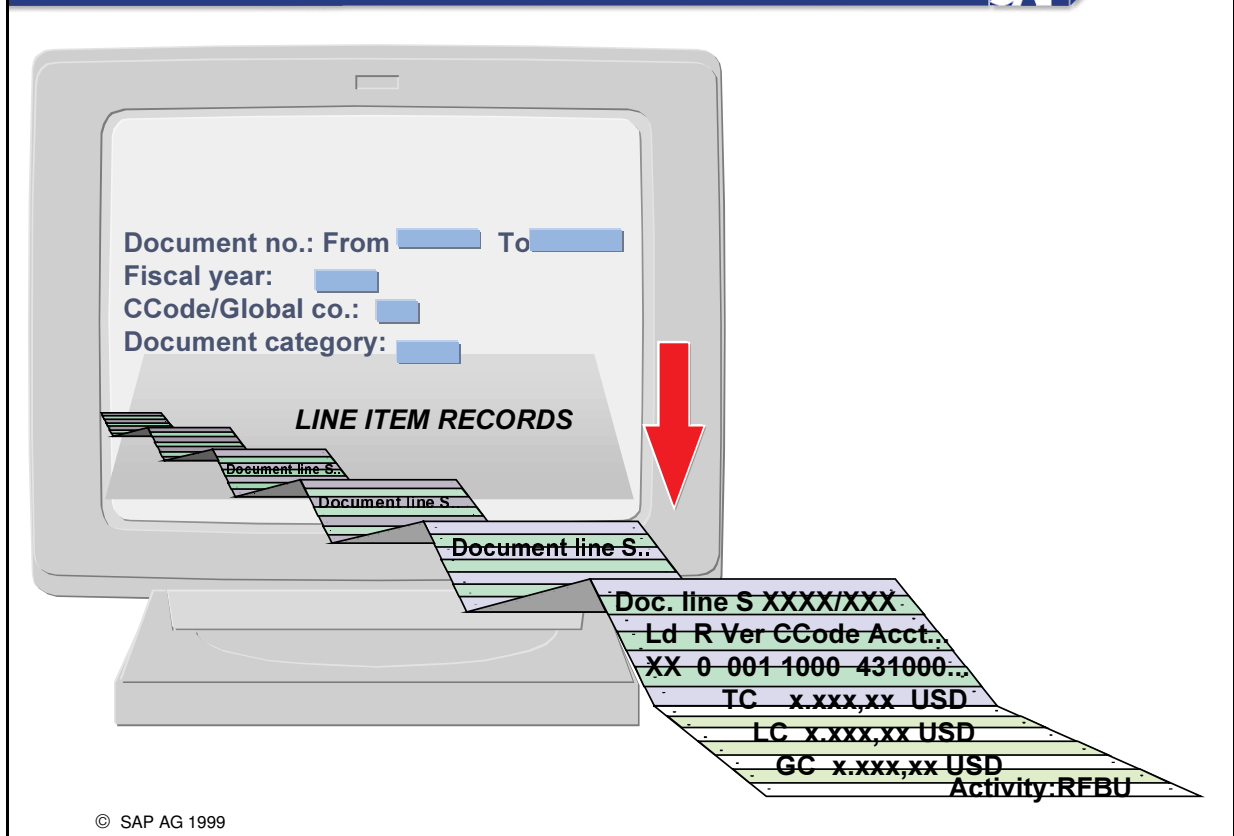 Document no.: From To
Fiscal year:
CCode/Global co.:
Document category:
LINE ITEM RECORDS
Document line S..
Document line S..
Document line S..
Doc. line S XXXX/XXX
Ld R Ver CCode Acct...
XX 0 001 1000 431000...
TC x.xxx,xx USD
LC x.xxx,xx USD
GC x.xxx,xx USD
Activity:RFBU
© SAP AG 1999